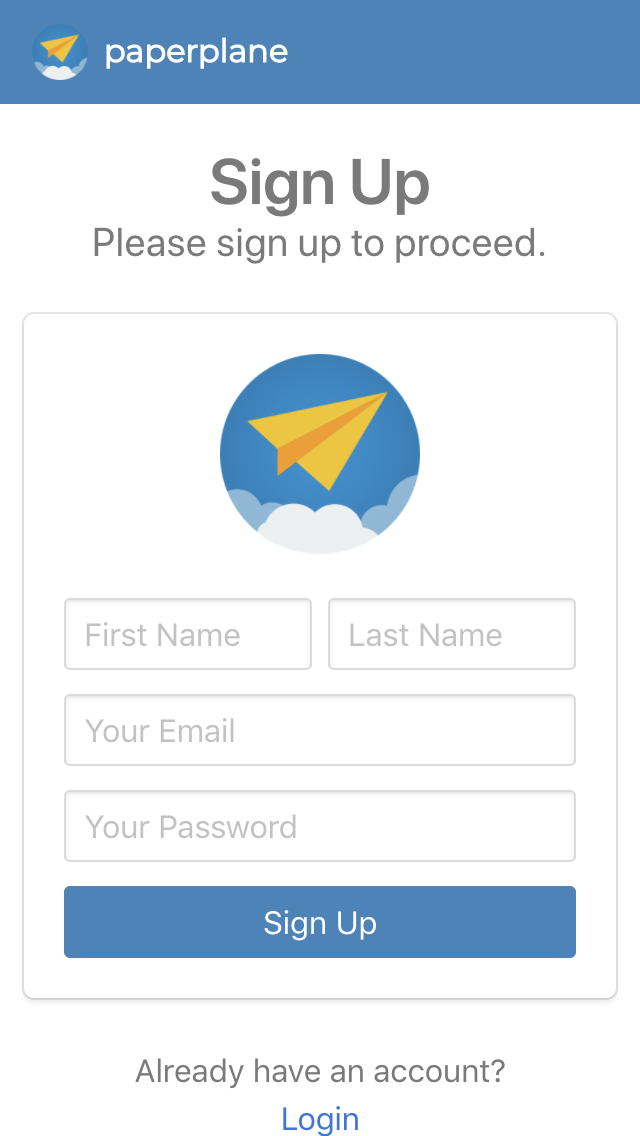 paperplane
Sign Up
Please sign up to proceed.
First Name Last Name
Your Email
Your Password
Sign Up
Already have an account?
Login